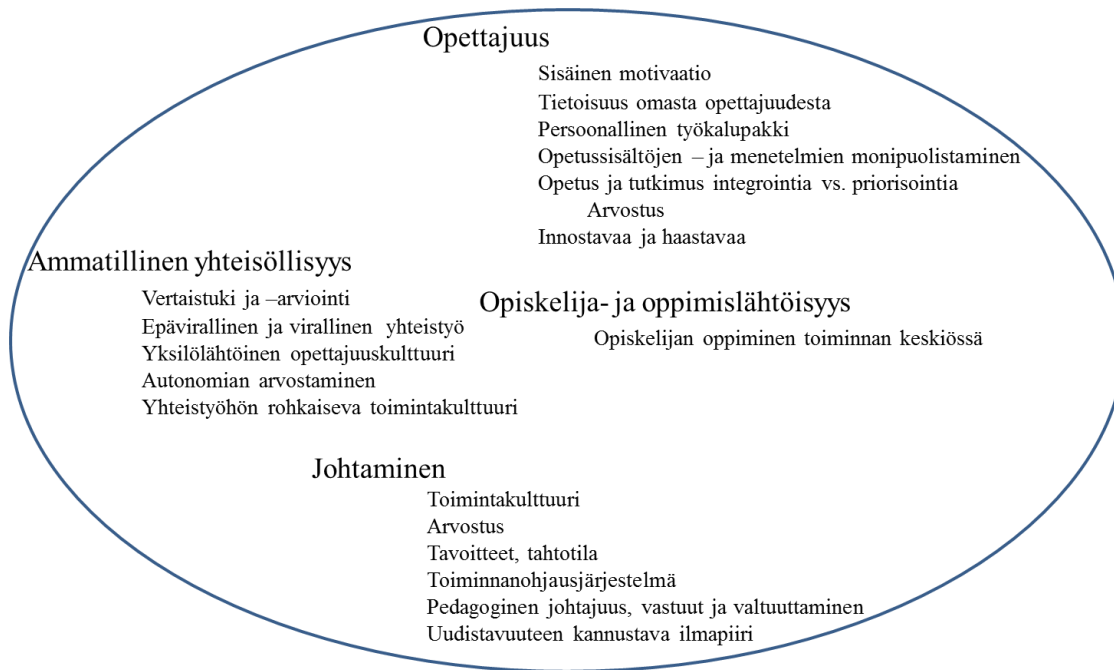 Opettajuus
Sisäinen motivaatio
Tietoisuus omasta opettajuudesta
Persoonallinen työkalupakki
Opetussisältöjen – ja menetelmien monipuolistaminen
Opetus ja tutkimus integrointia vs. priorisointia
Arvostus
Innostavaa ja haastavaa
Ammatillinen yhteisöllisyys
Vertaistuki ja –arviointi
Epävirallinen ja virallinen yhteistyö
Yksilölähtöinen opettajuuskulttuuri
Autonomian arvostaminen
Yhteistyöhön rohkaiseva toimintakulttuuri
Opiskelija- ja oppimislähtöisyys
Opiskelijan oppiminen toiminnan keskiössä
Johtaminen
Toimintakulttuuri
Arvostus
Tavoitteet, tahtotila
Toiminnanohjausjärjestelmä
Pedagoginen johtajuus, vastuut ja valtuuttaminen
Uudistavuuteen kannustava ilmapiiri